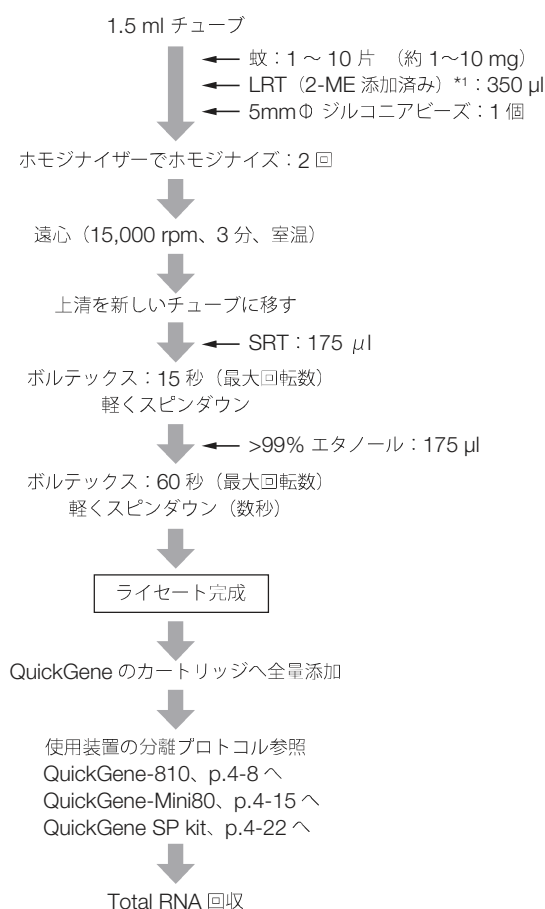 1.5 ml チューブ
蚊：1 ～ 10 片 （約 1～10 mg）
LRT（2-ME 添加済み）*1：350 µl
5mmΦ ジルコニアビーズ：1 個
ホモジナイザーでホモジナイズ：2 回
遠心（15,000 rpm、3 分、室温）
上清を新しいチューブに移す
SRT：175 μl
ボルテックス：15 秒（最大回転数）
軽くスピンダウン
>99% エタノール：175 µl
ボルテックス：60 秒（最大回転数）
軽くスピンダウン（数秒）
ライセート完成
QuickGene のカートリッジへ全量添加
使用装置の分離プロトコル参照
QuickGene-810、p.4-8 へ
QuickGene-Mini80、p.4-15 へ
QuickGene SP kit、p.4-22 へ
Total RNA 回収